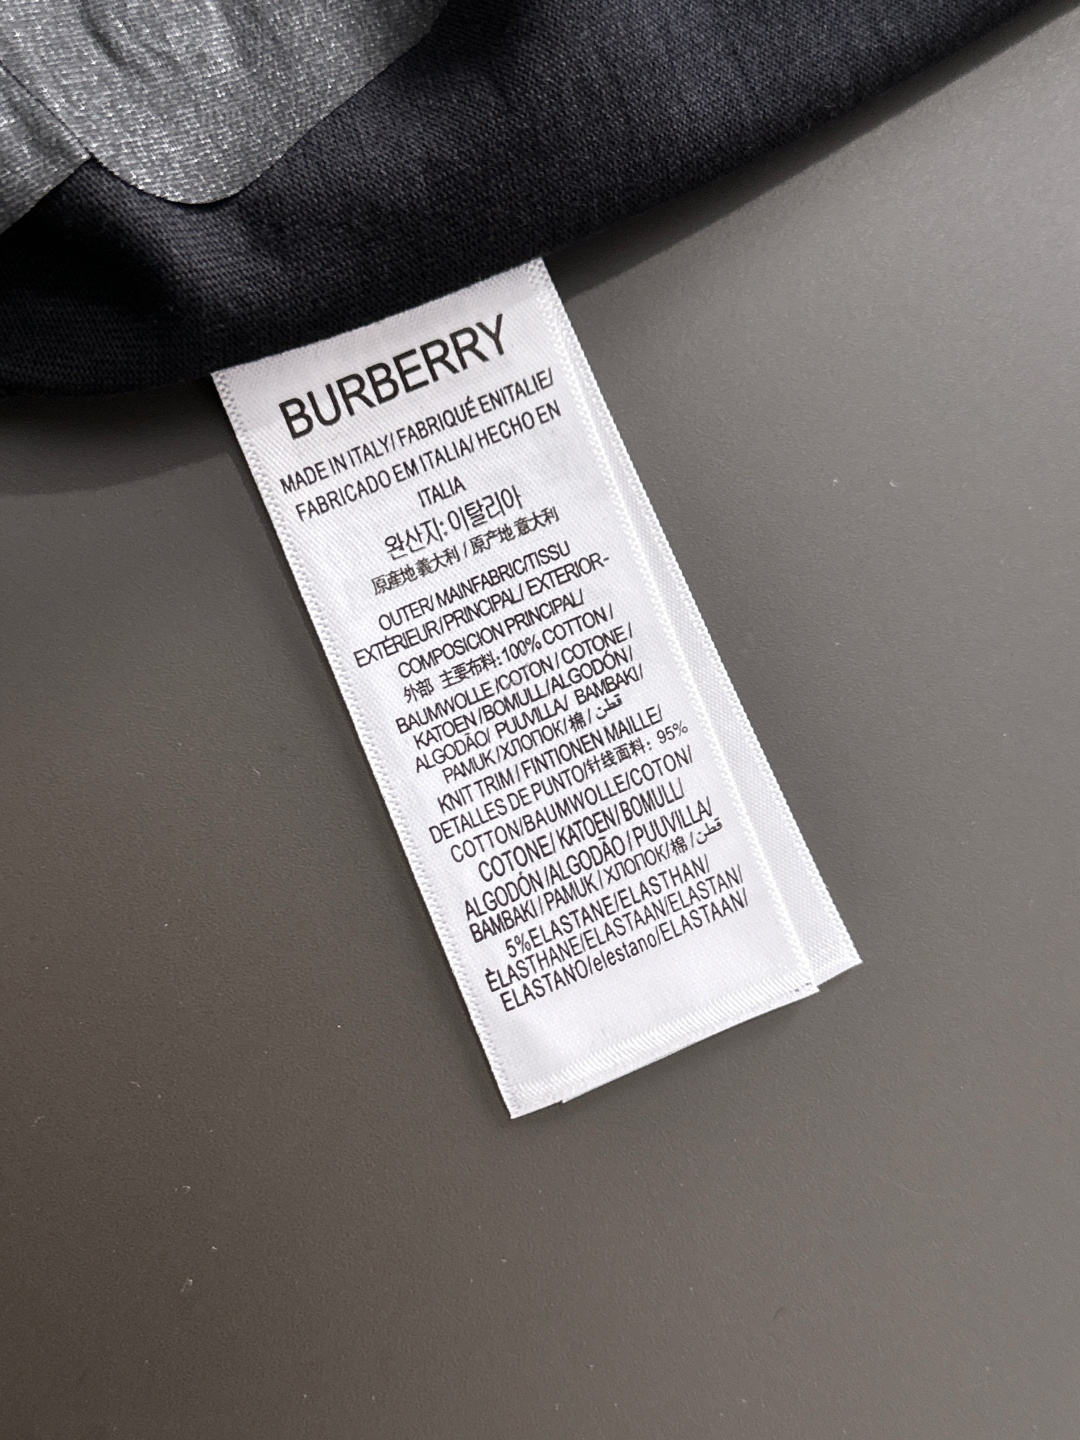 BURBERRY
MADE IN ITALY/ FABRIQUÉ ENITALIE/
FABRICADO EM ITALIA/ HECHO EN
ITALIA
완산지: 이탈리아
原産地義大利 / 原产地 意大利
OUTER/ MAINFABRIC/TISSU
EXTÉRIEUR/PRINCIPAL/ EXTERIOR-
COMPOSICION PRINCIPAL/
外部 主要布料:100% COTTON /
BAUMWOLLE /COTON / COTONE /
KATOEN /BOMULL/ALGODÓN/
ALGODÃO/ PUUVILLA/ BAMBAKI/
PAMUK /ХЛОПОК/ 棉 / قطن
KNIT TRIM / FINTIONEN MAILLE/
DETALLES DE PUNTO/针线面料: 95%
COTTON/BAUMWOLLE/COTON/
COTONE/ KATOEN/BOMULL/
ALGODÓN/ALGODÃO / PUUVILLA/
BAMBAKI / PAMUK / ХЛОПОК/ 棉 / قطن
5%ELASTANE/ELASTHAN/
ÈLASTHANE/ELASTAAN/ELASTAN/
ELASTANO/elestano/ELASTAAN/